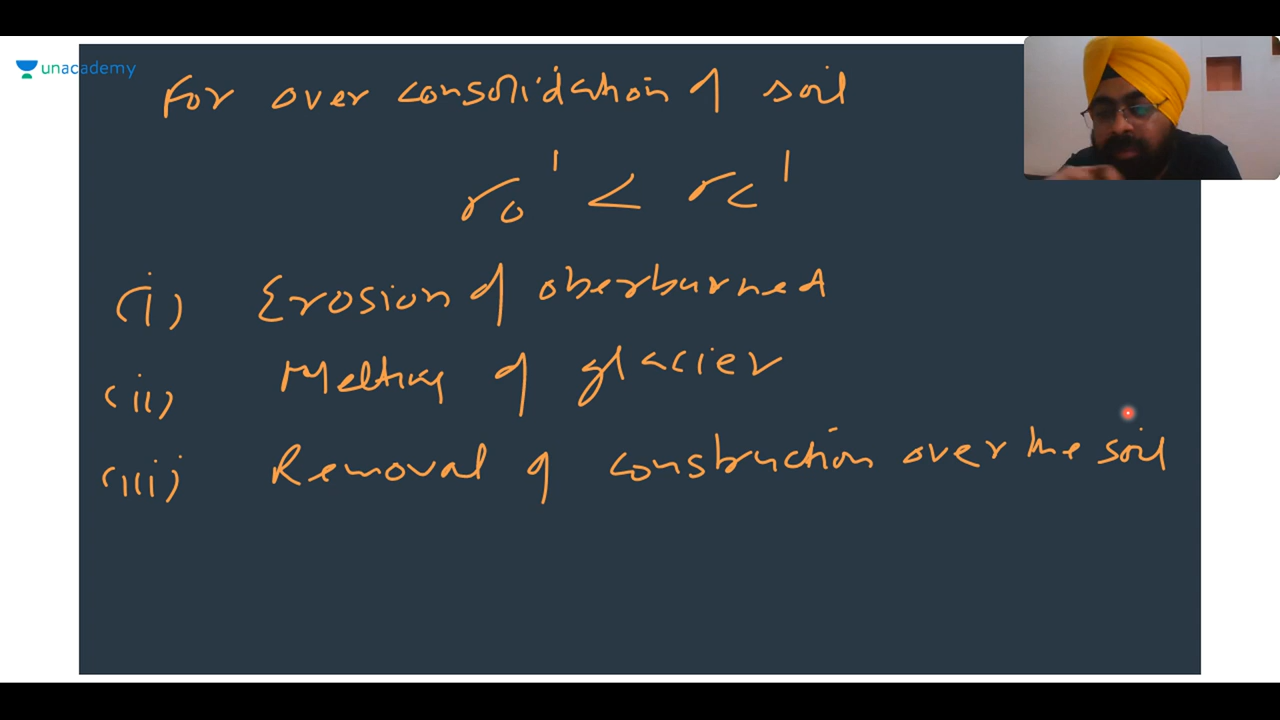 unacademy
For over consolidation of soil
σ0' < σc'
(i) Erosion of oberburned
(ii) Melting of glacier
(iii) Removal of construction over the soil